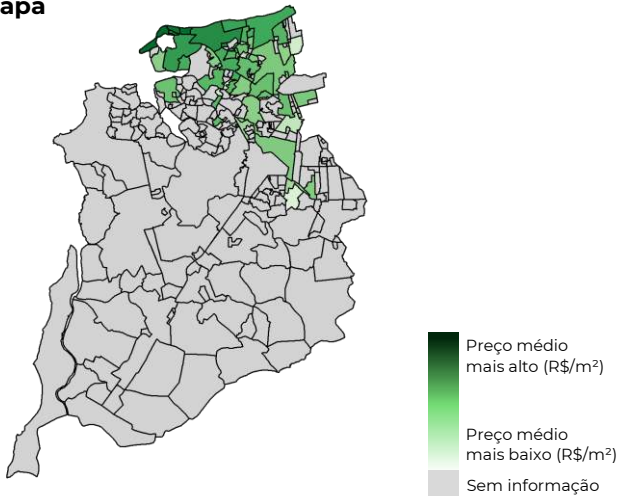 apa
Preço médio
mais alto (R$/m²)
Preço médio
mais baixo (R$/m²)
Sem informação